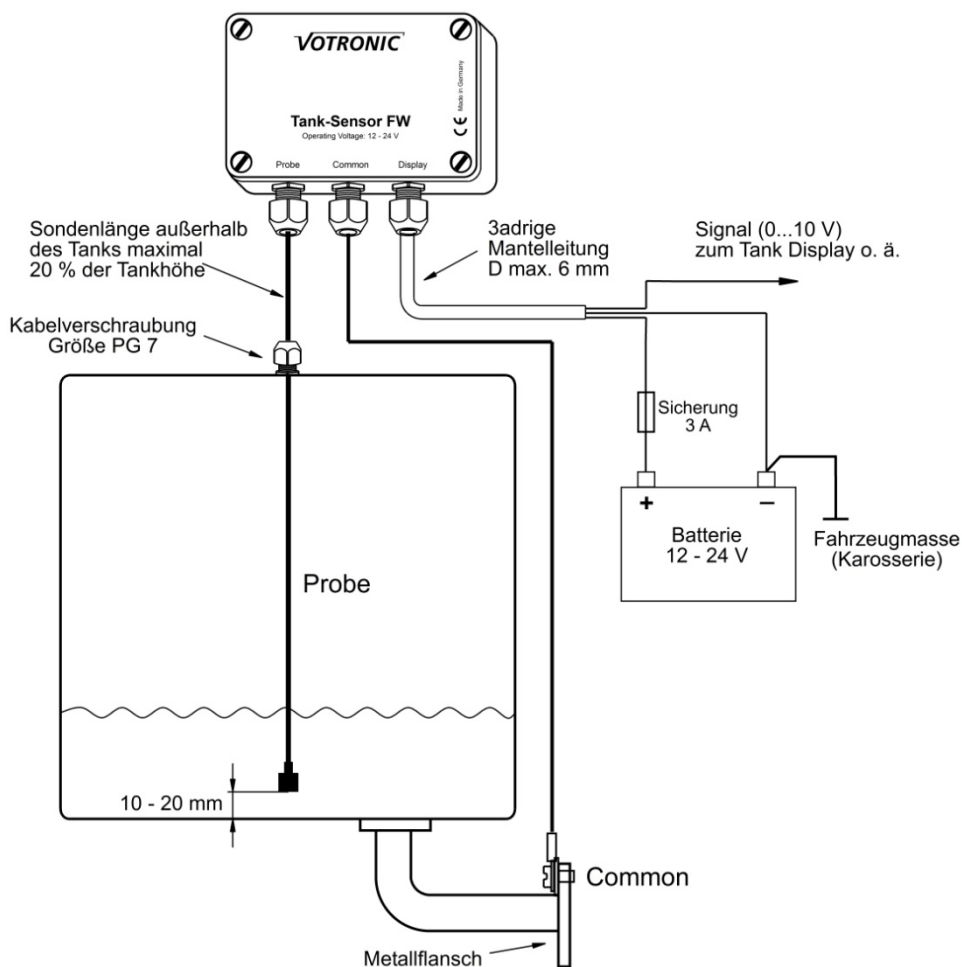 VOTRONIC
Made in Germany
CE
Tank-Sensor FW
Operating Voltage: 12 - 24 V
Probe
Common
Display
Sondenlänge außerhalb
des Tanks maximal
20 % der Tankhöhe
3adrige
Mantelleitung
D max. 6 mm
Signal (0...10 V)
zum Tank Display o. ä.
Kabelverschraubung
Größe PG 7
Sicherung
3 A
+
–
Batterie
12 - 24 V
Fahrzeugmasse
(Karosserie)
Probe
10 - 20 mm
Common
Metallflansch